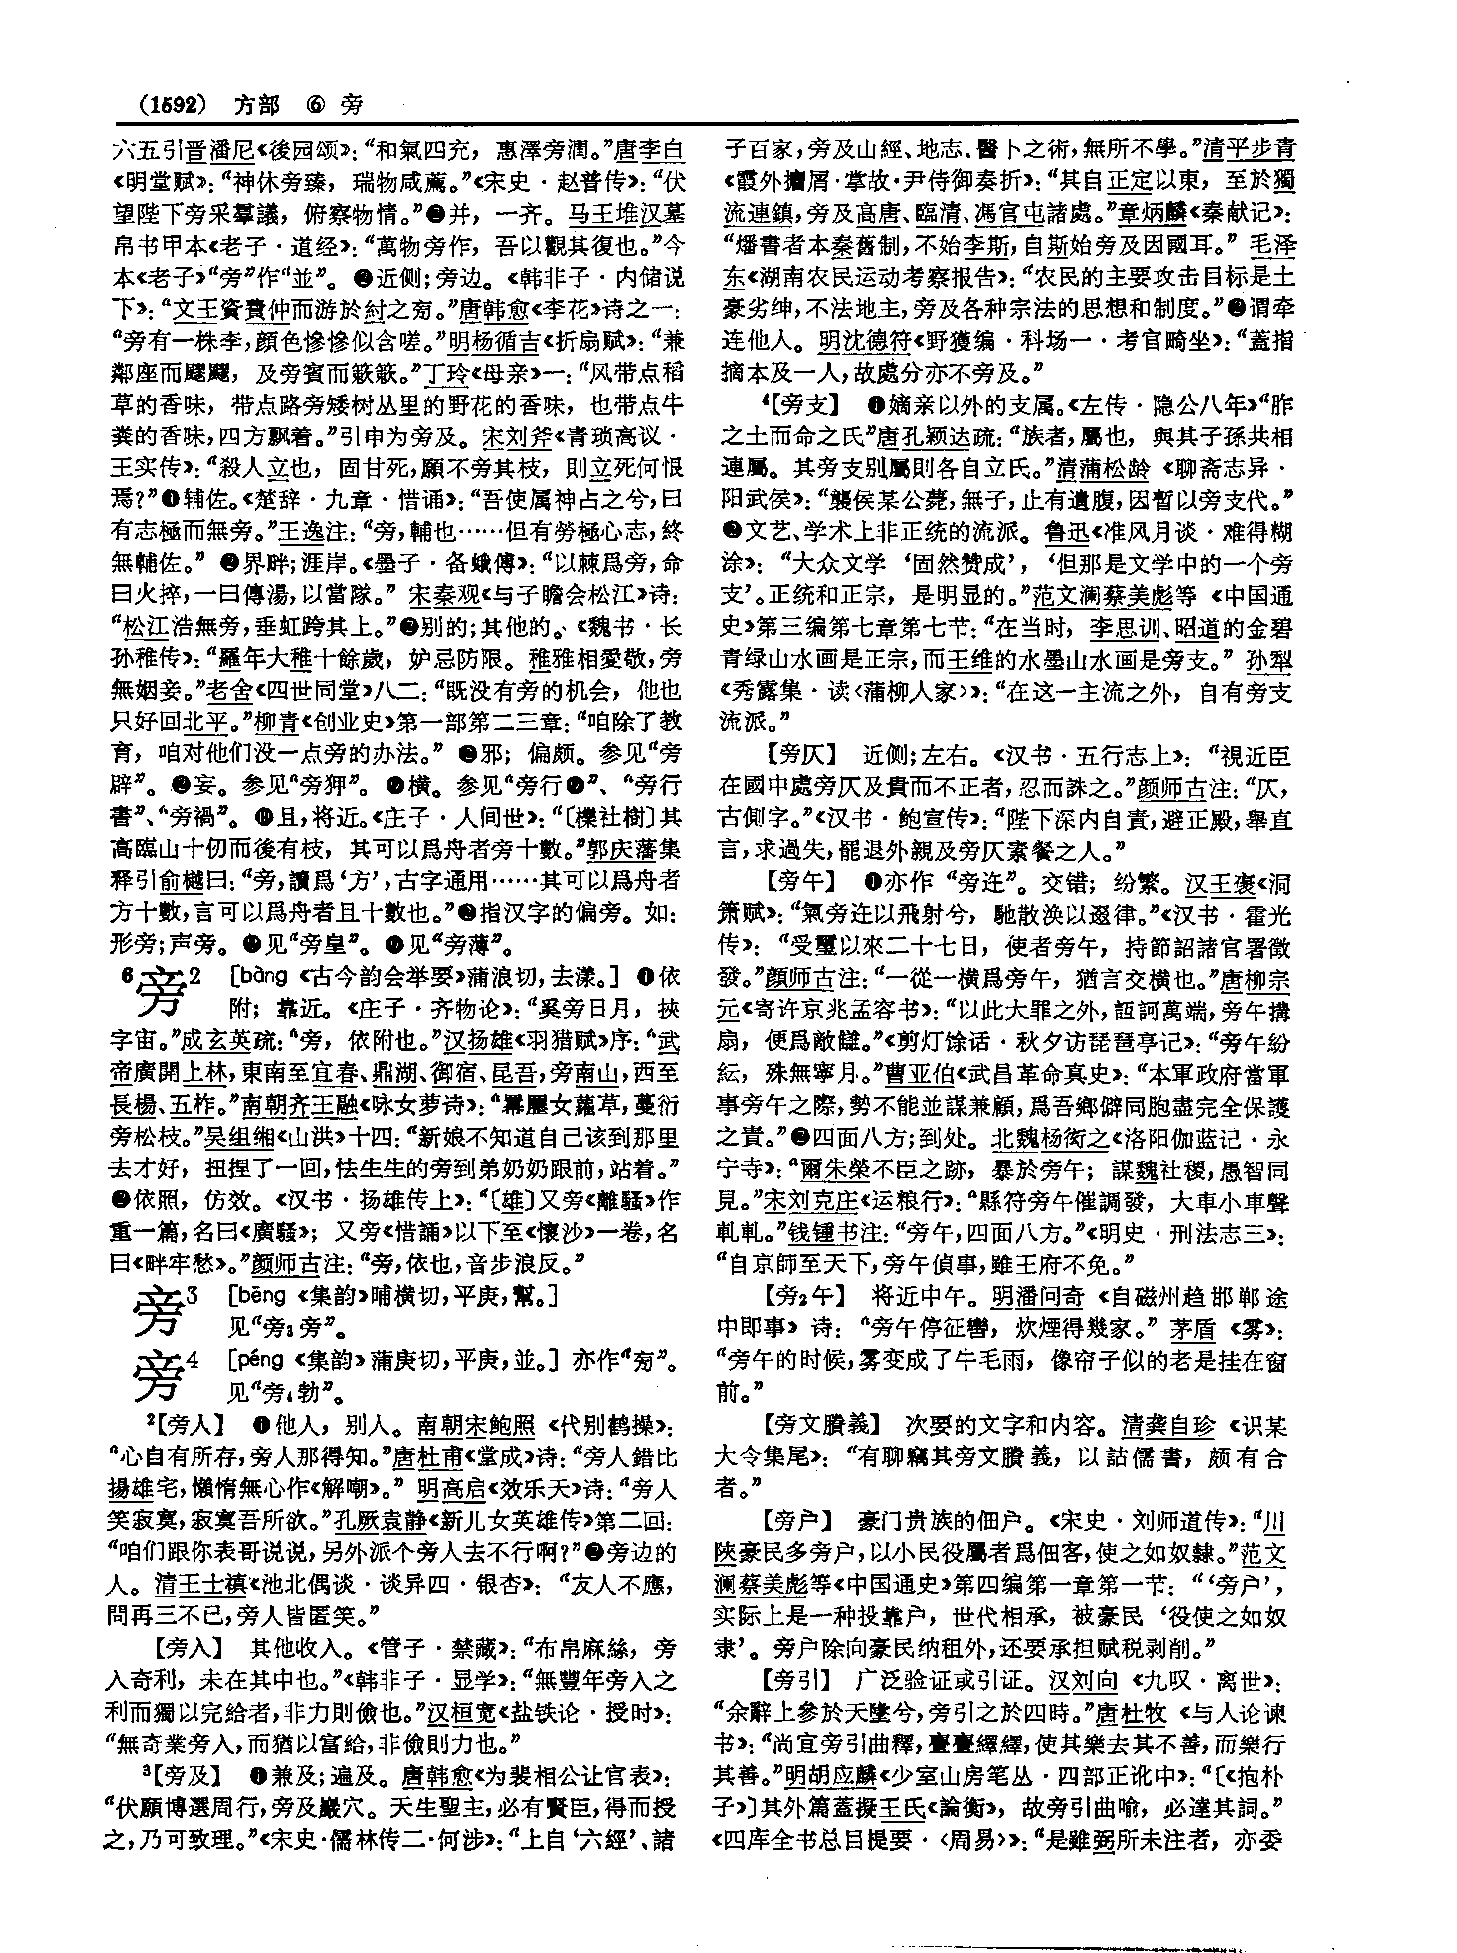 (1592) 方部 ⑥ 旁
六五引晋潘尼《後园颂》：“和氣四充，惠澤旁润。”唐李白
《明堂赋》：“神休旁臻，瑞物咸薦。”《宋史·赵普传》：“伏
望陛下旁采羣議，俯察物情。”并，一齐。马王堆汉墓
帛书甲本《老子·道经》：“萬物旁作，吾以觀其復也。”今
本《老子》“旁”作“並”。近侧；旁边。《韩非子·内储说
下》：“文王資費仲而游於紂之旁。”唐韩愈《李花》诗之一：
“旁有一株李，顔色慘慘似含嗟。”明杨循吉《折扇赋》：“兼
鄰座而颸颸，及旁賓而簌簌。”丁玲《母亲》一：“风带点稻
草的香味，带点路旁矮树丛里的野花的香味，也带点牛
粪的香味，四方飘着。”引申为旁及。宋刘斧《青琐高议·
王实传》：“殺人立也，固甘死，願不旁其枝，則立死何恨
焉？”辅佐。《楚辞·九章·惜诵》：“吾使厉神占之兮，曰
有志極而無旁。”王逸注：“旁，輔也……但有勞極心志，終
無輔佐。”界畔；涯岸。《墨子·备蛾傅》：“以棘爲旁，命
曰火捽，一曰傳湯，以當隊。”宋秦观《与子瞻会松江》诗：
“松江浩無旁，垂虹跨其上。”别的；其他的。《魏书·长
孙稚传》：“羅年大稚十餘歲，妒忌防限。稚雅相愛敬，旁
無姻妾。”老舍《四世同堂》八二：“既没有旁的机会，他也
只好回北平。”柳青《创业史》第一部第二三章：“咱除了教
育，咱对他们没一点旁的办法。”邪；偏颇。参见“旁
辟”。妄。参见“旁狎”。横。参见“旁行”、“旁行
書”、“旁禍”。且，将近。《庄子·人间世》：“〔櫟社樹〕其
高臨山十仞而後有枝，其可以爲舟者旁十數。”郭庆藩集
释引俞樾曰：“旁，讀爲‘方’，古字通用……其可以爲舟者
方十數，言可以爲舟者且十數也。”指汉字的偏旁。如：
形旁；声旁。见“旁皇”。见“旁薄”。
6旁2 ［bàng《古今韵会举要》蒲浪切，去漾。］❶依
附；靠近。《庄子·齐物论》：“奚旁日月，挾
宇宙。”成玄英疏：“旁，依附也。”汉扬雄《羽猎赋》序：“武
帝廣開上林，東南至宜春、鼎湖、御宿、昆吾，旁南山，西至
長楊、五柞。”南朝齐王融《咏女萝诗》：“羃䍥女蘿草，蔓衍
旁松枝。”吴组缃《山洪》十四：“新娘不知道自己该到那里
去才好，扭捏了一回，怯生生的旁到弟奶奶跟前，站着。”
❷依照，仿效。《汉书·扬雄传上》：“〔雄〕又旁《離騷》作
重一篇，名曰《廣騷》；又旁《惜誦》以下至《懷沙》一卷，名
曰《畔牢愁》。”颜师古注：“旁，依也，音步浪反。”
旁3 ［bēng《集韵》晡横切，平庚，幫。］
见“旁3旁”。
旁4 ［péng《集韵》蒲庚切，平庚，並。］亦作“㫄”。
见“旁4勃”。
2【旁人】 ❶他人，别人。南朝宋鲍照《代别鹤操》：
“心自有所存，旁人那得知。”唐杜甫《堂成》诗：“旁人錯比
揚雄宅，懶惰無心作《解嘲》。”明高启《效乐天》诗：“旁人
笑寂寞，寂寞吾所欲。”孔厥袁静《新儿女英雄传》第二回：
“咱们跟你表哥说说，另外派个旁人去不行啊？”❷旁边的
人。清王士禛《池北偶谈·谈异四·银杏》：“友人不應，
問再三不已，旁人皆匿笑。”
【旁入】 其他收入。《管子·禁藏》：“布帛麻絲，旁
入奇利，未在其中也。”《韩非子·显学》：“無豐年旁入之
利而獨以完給者，非力則儉也。”汉桓宽《盐铁论·授时》：
“無奇業旁入，而猶以富給，非儉則力也。”
3【旁及】 ❶兼及；遍及。唐韩愈《为裴相公让官表》：
“伏願博選周行，旁及巖穴。天生聖主，必有賢臣，得而授
之，乃可致理。”《宋史·儒林传二·何涉》：“上自‘六經’、諸
子百家，旁及山經、地志、醫卜之術，無所不學。”清平步青
《霞外攟屑·掌故·尹侍御奏折》：“其自正定以東，至於獨
流連鎮，旁及高唐、臨清、馮官屯諸處。”章炳麟《秦献记》：
“燔書者本秦舊制，不始李斯，自斯始旁及因國耳。”毛泽
东《湖南农民运动考察报告》：“农民的主要攻击目标是土
豪劣绅，不法地主，旁及各种宗法的思想和制度。”❷谓牵
连他人。明沈德符《野獲编·科场一·考官畸坐》：“蓋指
摘本及一人，故處分亦不旁及。”
4【旁支】 ❶嫡亲以外的支属。《左传·隐公八年》“胙
之土而命之氏”唐孔颖达疏：“族者，屬也，與其子孫共相
連屬。其旁支别屬則各自立氏。”清蒲松龄《聊斋志异·
阳武侯》：“襲侯某公薨，無子，止有遺腹，因暫以旁支代。”
❷文艺、学术上非正统的流派。鲁迅《准风月谈·难得糊
涂》：“大众文学‘固然赞成’，‘但那是文学中的一个旁
支’。正统和正宗，是明显的。”范文澜蔡美彪等《中国通
史》第三编第七章第七节：“在当时，李思训、昭道的金碧
青绿山水画是正宗，而王维的水墨山水画是旁支。”孙犁
《秀露集·读〈蒲柳人家〉》：“在这一主流之外，自有旁支
流派。”
【旁仄】 近侧；左右。《汉书·五行志上》：“視近臣
在國中處旁仄及貴而不正者，忍而誅之。”颜师古注：“仄，
古側字。”《汉书·鲍宣传》：“陛下深内自責，避正殿，舉直
言，求過失，罷退外親及旁仄素餐之人。”
【旁午】 ❶亦作“旁迕”。交错；纷繁。汉王褒《洞
箫赋》：“氣旁迕以飛射兮，馳散涣以逫律。”《汉书·霍光
传》：“受璽以來二十七日，使者旁午，持節詔諸官署徵
發。”颜师古注：“一從一横爲旁午，猶言交横也。”唐柳宗
元《寄许京兆孟容书》：“以此大罪之外，詆訶萬端，旁午搆
扇，便爲敵讎。”《剪灯馀话·秋夕访琵琶亭记》：“旁午紛
紜，殊無寧月。”曹亚伯《武昌革命真史》：“本軍政府當軍
事旁午之際，勢不能並謀兼顧，爲吾鄉僻同胞盡完全保護
之責。”❷四面八方；到处。北魏杨衒之《洛阳伽蓝记·永
宁寺》：“爾朱榮不臣之跡，暴於旁午；謀魏社稷，愚智同
見。”宋刘克庄《运粮行》：“縣符旁午催調發，大車小車聲
軋軋。”钱锺书注：“旁午，四面八方。”《明史·刑法志三》：
“自京師至天下，旁午偵事，雖王府不免。”
【旁2午】 将近中午。明潘问奇《自磁州趋邯郸途
中即事》诗：“旁午停征轡，炊煙得幾家。”茅盾《雾》：
“旁午的时候，雾变成了牛毛雨，像帘子似的老是挂在窗
前。”
【旁文賸義】 次要的文字和内容。清龚自珍《识某
大令集尾》：“有聊竊其旁文賸義，以詁儒書，頗有合
者。”
【旁户】 豪门贵族的佃户。《宋史·刘师道传》：“川
陝豪民多旁户，以小民役屬者爲佃客，使之如奴隸。”范文
澜蔡美彪等《中国通史》第四编第一章第一节：“‘旁户’，
实际上是一种投靠户，世代相承，被豪民‘役使之如奴
隶’。旁户除向豪民纳租外，还要承担赋税剥削。”
【旁引】 广泛验证或引证。汉刘向《九叹·离世》：
“余辭上參於天墬兮，旁引之於四時。”唐杜牧《与人论谏
书》：“尚宜旁引曲釋，亹亹繹繹，使其樂去其不善，而樂行
其善。”明胡应麟《少室山房笔丛·四部正讹中》：“〔《抱朴
子》〕其外篇蓋擬王氏《論衡》，故旁引曲喻，必達其詞。”
《四库全书总目提要·〈周易〉》：“是雖弼所未注者，亦委